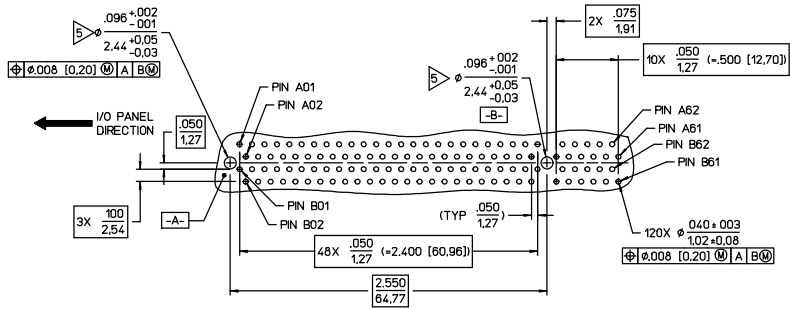 5 ⌀ .096 +.002 -.001
2.44 +0,05 -0,03
⌖ ⌀.008 [0,20] Ⓜ A BⓂ
I/O PANEL
DIRECTION
.050
1,27
PIN A01
PIN A02
5 ⌀ .096 +002 -.001
2,44 +0,05 -0,03
-B-
2X .075
1,91
10X .050 (=.500 [12,70])
1,27
PIN A62
PIN A61
PIN B62
PIN B61
3X 100
2,54
-A-
PIN B01
PIN B02
(TYP .050)
1,27
48X .050 (=2.400 [60,96])
1,27
2.550
64,77
120X ⌀ 040±003
1,02±0,08
⌖ ⌀.008 [0,20] Ⓜ A BⓂ